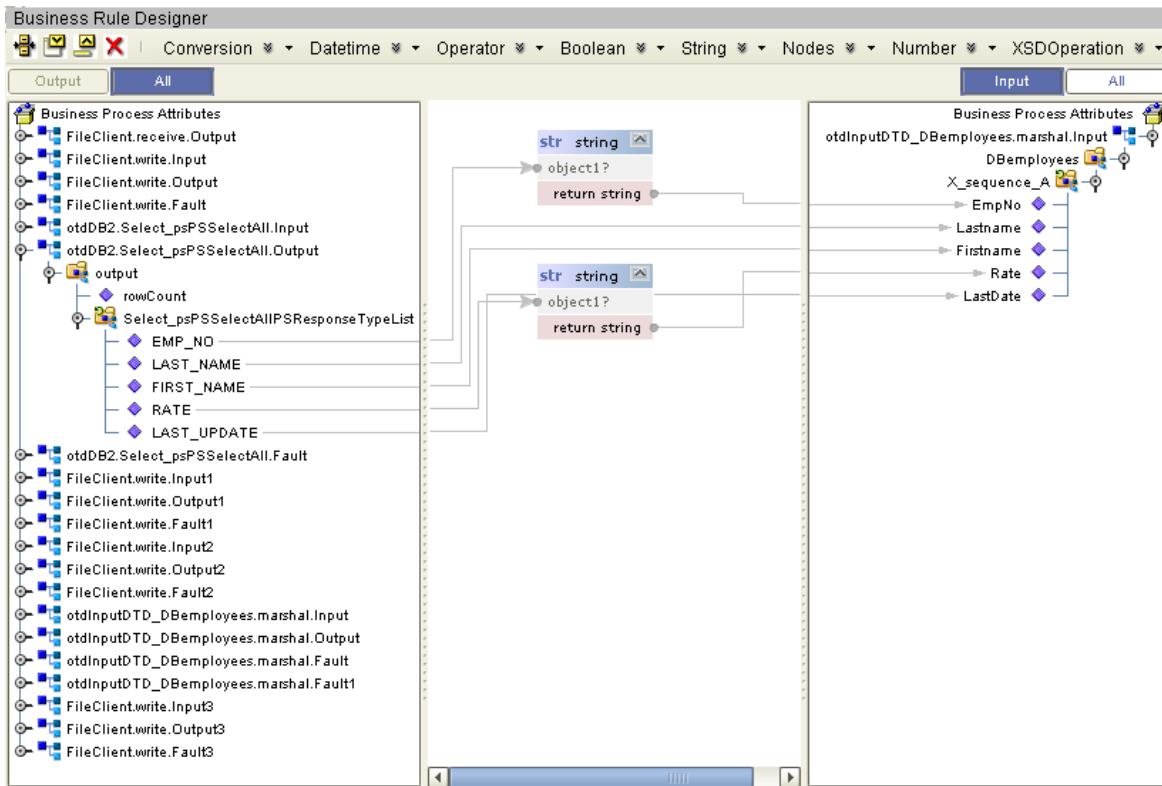 Business Rule Designer
Conversion Datetime Operator Boolean String Nodes Number XSDOperation
Output All Input All
Business Process Attributes
FileClient.receive.Output
FileClient.write.Input
FileClient.write.Output
FileClient.write.Fault
otdDB2.Select_psPSSelectAll.Input
otdDB2.Select_psPSSelectAll.Output
output
rowCount
Select_psPSSelectAllPSResponseTypeList
EMP_NO
LAST_NAME
FIRST_NAME
RATE
LAST_UPDATE
otdDB2.Select_psPSSelectAll.Fault
FileClient.write.Input1
FileClient.write.Output1
FileClient.write.Fault1
FileClient.write.Input2
FileClient.write.Output2
FileClient.write.Fault2
otdInputDTD_DBemployees.marshal.Input
otdInputDTD_DBemployees.marshal.Output
otdInputDTD_DBemployees.marshal.Fault
otdInputDTD_DBemployees.marshal.Fault1
FileClient.write.Input3
FileClient.write.Output3
FileClient.write.Fault3
str string
object1?
return string
str string
object1?
return string
Business Process Attributes
otdInputDTD_DBemployees.marshal.Input
DBemployees
X_sequence_A
EmpNo
Lastname
Firstname
Rate
LastDate